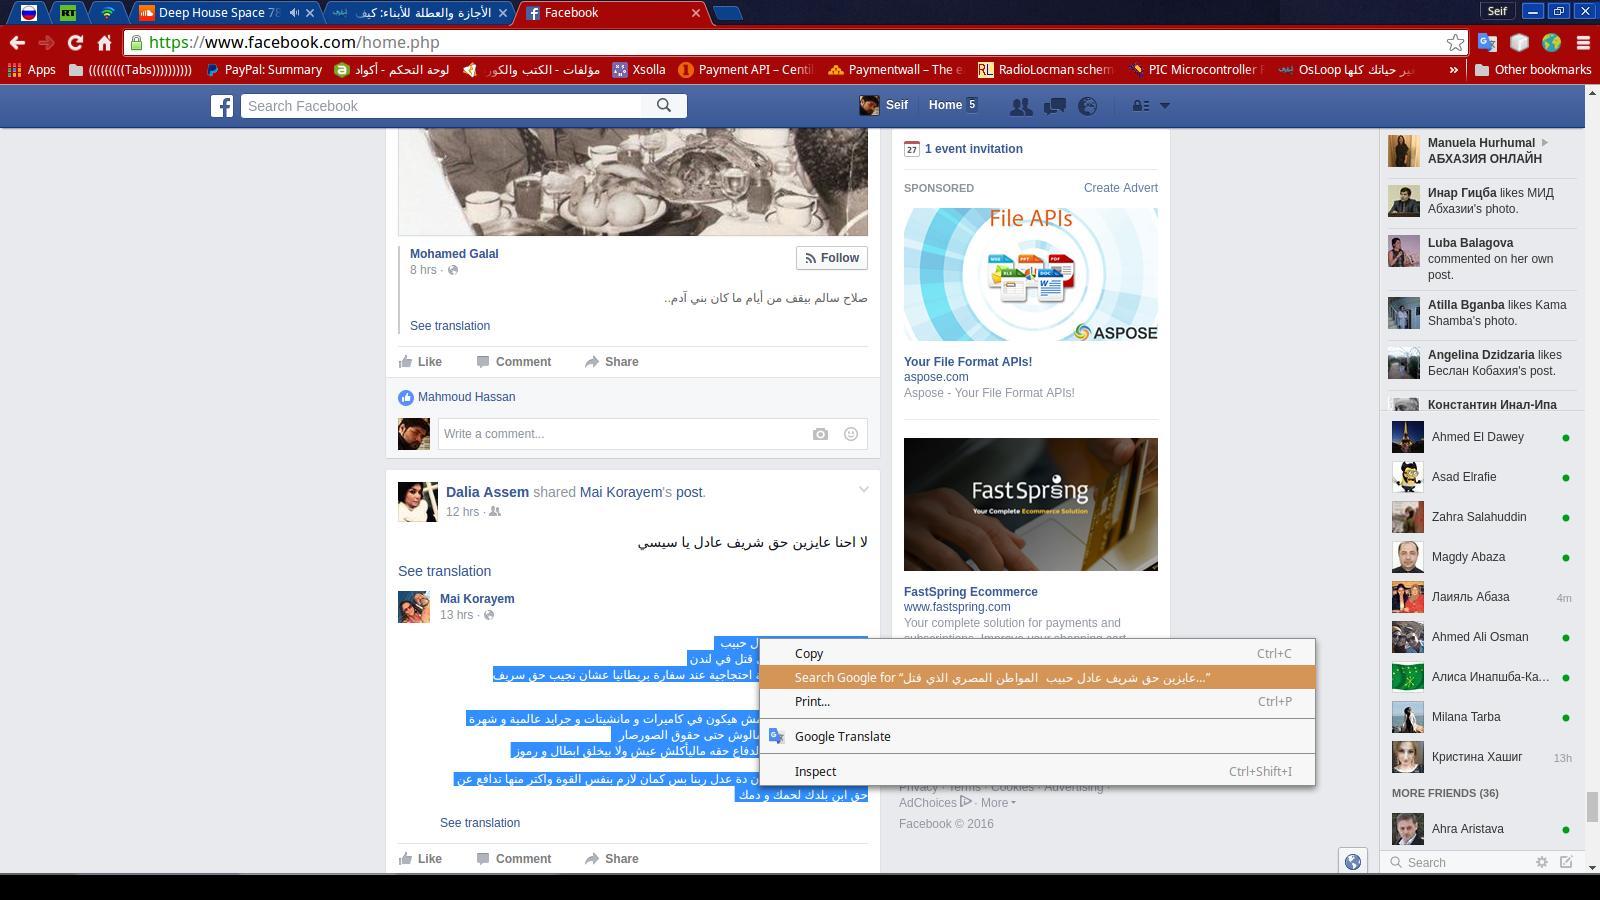 Deep House Space 78
الأجازة والعطلة للأبناء: كيف
Facebook
Seif
https://www.facebook.com/home.php
Apps
(((((((((Tabs))))))))))
PayPal: Summary
لوحة التحكم - أكواد
مؤلفات - الكتب والكور
Xsolla
Payment API – Centil
Paymentwall – The e
RadioLocman schem
PIC Microcontroller F
OsLoop غير حياتك كلها
»
Other bookmarks
Search Facebook
Seif
Home 5
Mohamed Galal
8 hrs ·
Follow
صلاح سالم بيقف من أيام ما كان بني آدم..
See translation
Like
Comment
Share
Mahmoud Hassan
Write a comment...
Dalia Assem shared Mai Korayem's post.
12 hrs ·
لا احنا عايزين حق شريف عادل يا سيسي
See translation
Mai Korayem
13 hrs ·
ل حبيب
قتل في لندن
ة احتجاجية عند سفارة بريطانيا عشان نجيب حق سريف
مش هيكون في كاميرات و مانشيتات و جرايد عالمية و شهرة
مالوش حتى حقوق الصورصار
لدفاع حقه مالياكلش عيش ولا بيخلق ابطال و رموز
ن دة عدل ربنا بس كمان لازم بنفس القوة واكتر منها تدافع عن
حق ابن بلدك لحمك و دمك
See translation
Like
Comment
Share
Copy
Ctrl+C
Search Google for “عايزين حق شريف عادل حبيب المواطن المصري الذي قتل...”
Print...
Ctrl+P
Google Translate
Inspect
Ctrl+Shift+I
27
1 event invitation
SPONSORED
Create Advert
File APIs
ASPOSE
Your File Format APIs!
aspose.com
Aspose - Your File Format APIs!
FastSpring
Your Complete Ecommerce Solution
FastSpring Ecommerce
www.fastspring.com
Your complete solution for payments and
subscriptions. Improve your shopping cart
Privacy · Terms · Cookies · Advertising ·
AdChoices · More
Facebook © 2016
Manuela Hurhumal
АБХАЗИЯ ОНЛАЙН
Инар Гицба likes МИД
Абхазии's photo.
Luba Balagova
commented on her own
post.
Atilla Bganba likes Kama
Shamba's photo.
Angelina Dzidzaria likes
Беслан Кобахия's post.
Константин Инал-Ипа
Ahmed El Dawey
Asad Elrafie
Zahra Salahuddin
Magdy Abaza
Лаияль Абаза
4m
Ahmed Ali Osman
Алиса Инапшба-Ка...
Milana Tarba
Кристина Хашиг
13h
MORE FRIENDS (36)
Ahra Aristava
Search